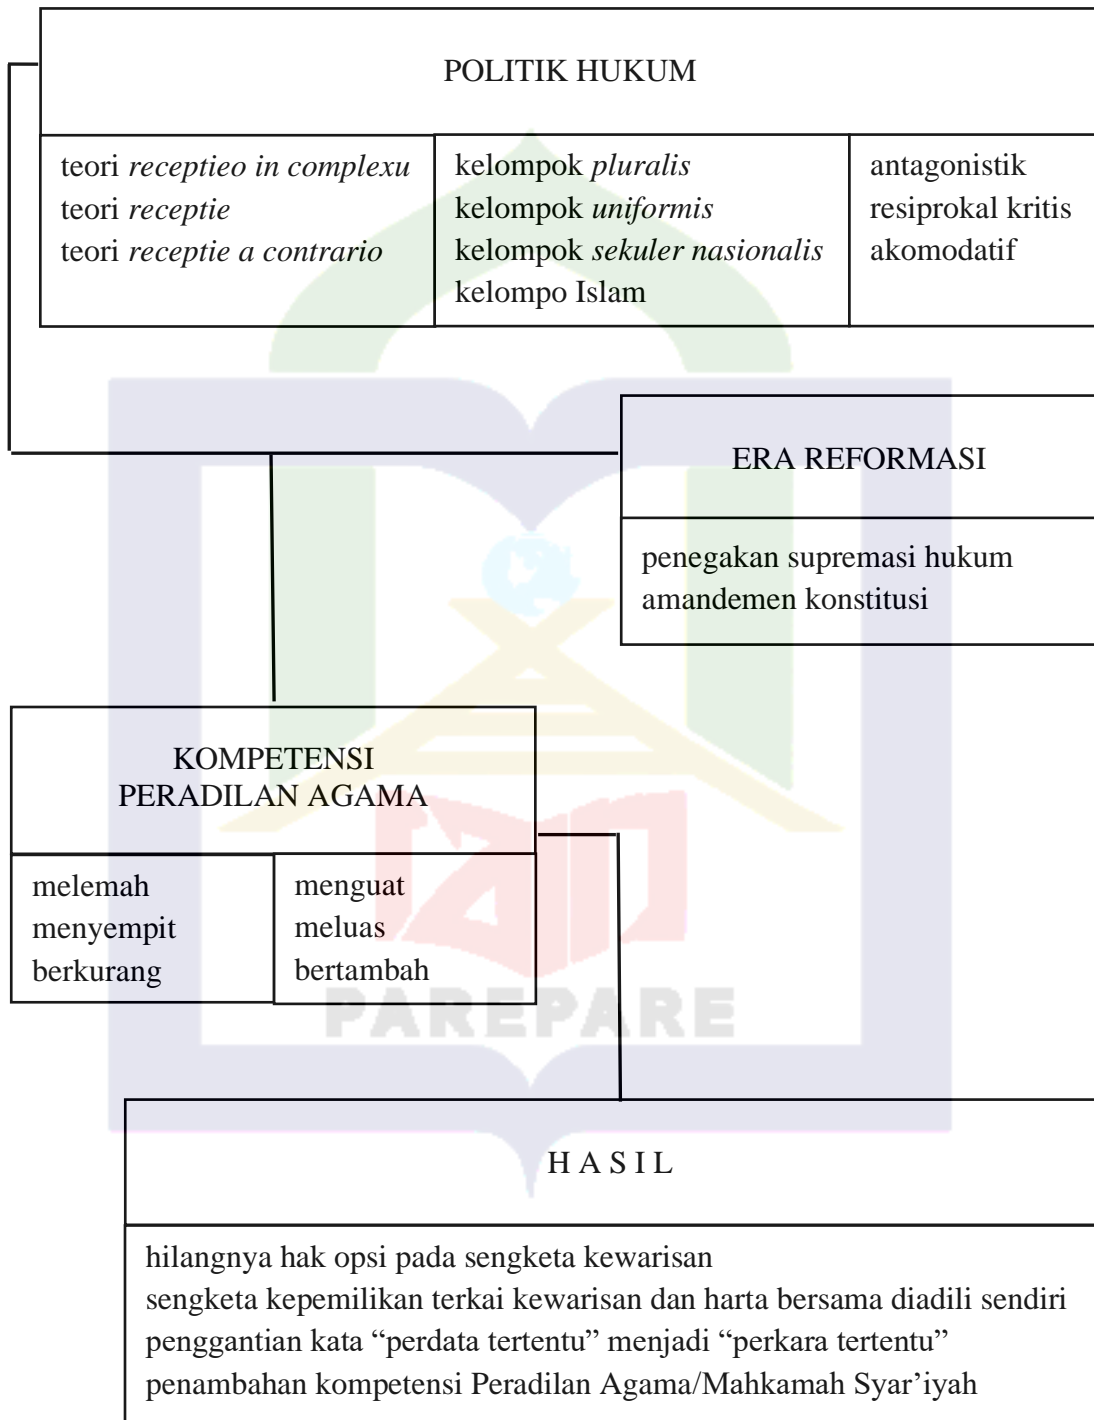 POLITIK HUKUM
teori receptieo in complexu
teori receptie
teori receptie a contrario
kelompok pluralis
kelompok uniformis
kelompok sekuler nasionalis
kelompo Islam
antagonistik
resiprokal kritis
akomodatif
ERA REFORMASI
penegakan supremasi hukum
amandemen konstitusi
KOMPETENSI
PERADILAN AGAMA
melemah
menyempit
berkurang
menguat
meluas
bertambah
PAREPARE
H A S I L
hilangnya hak opsi pada sengketa kewarisan
sengketa kepemilikan terkai kewarisan dan harta bersama diadili sendiri
penggantian kata “perdata tertentu” menjadi “perkara tertentu”
penambahan kompetensi Peradilan Agama/Mahkamah Syar’iyah